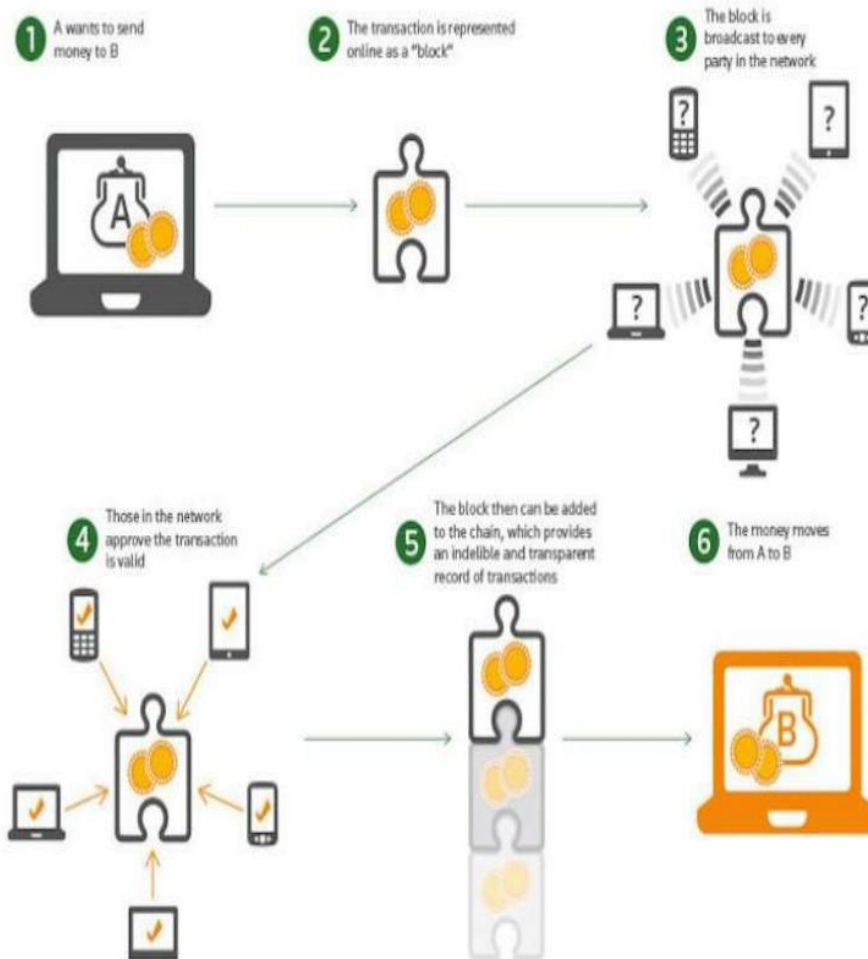 1
A wants to send
money to B
2
The transaction is represented
online as a "block"
3
The block is
broadcast to every
party in the network
?
?
?
?
?
A
4
Those in the network
approve the transaction
is valid
5
The block then can be added
to the chain, which provides
an indelible and transparent
record of transactions
6
The money moves
from A to B
B